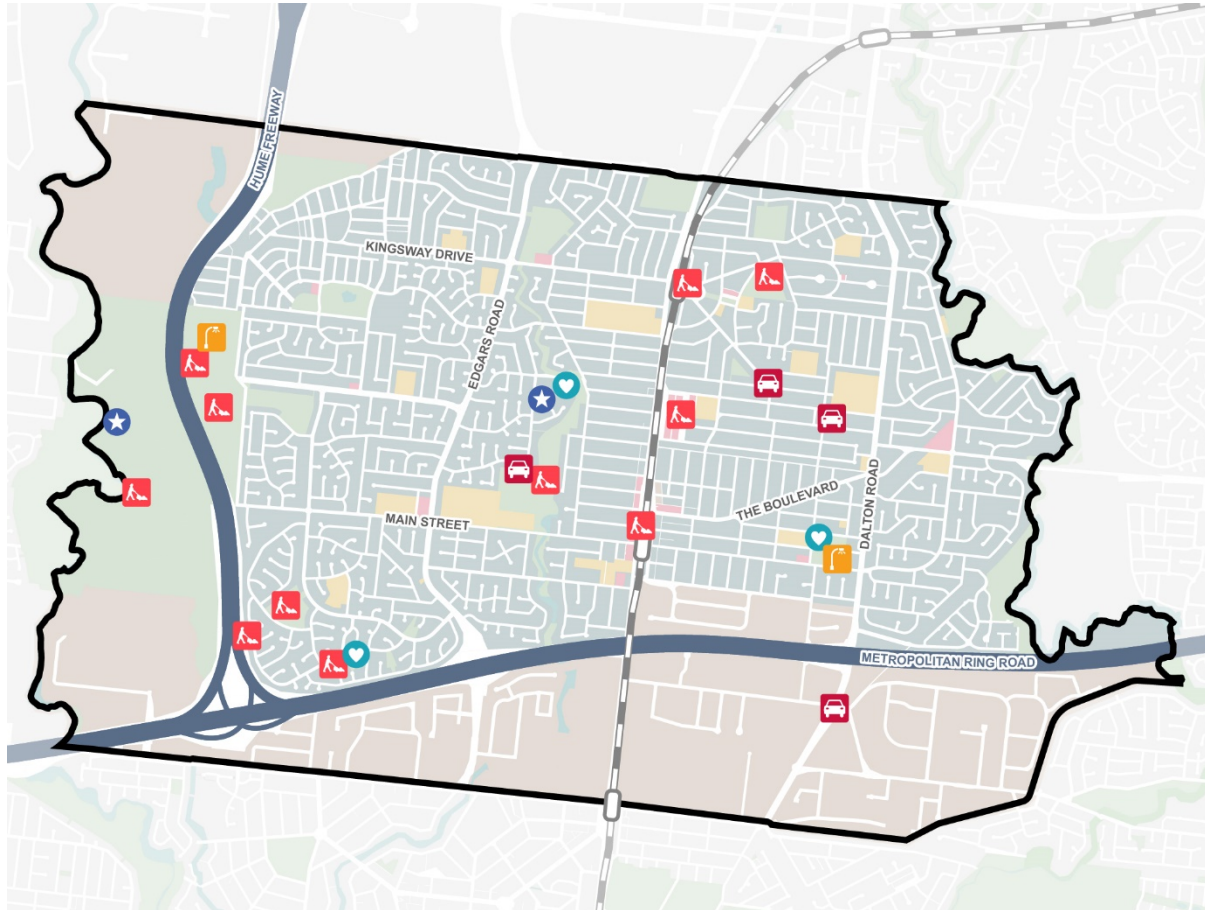 HUME FREEWAY
KINGSWAY DRIVE
EDGARS ROAD
MAIN STREET
THE BOULEVARD
DALTON ROAD
METROPOLITAN RING ROAD